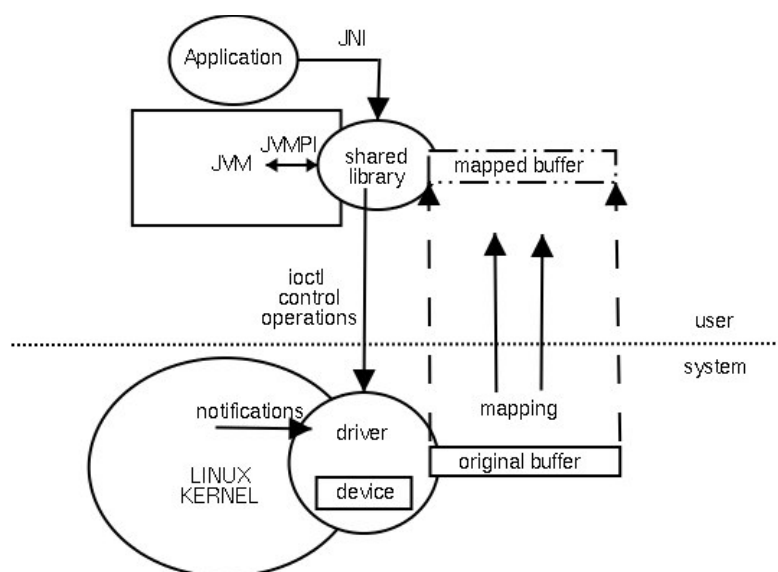 JNI
Application
JVMPI
JVM
shared
library
mapped buffer
ioctl
control
operations
user
system
notifications
mapping
driver
original buffer
LINUX
KERNEL
device